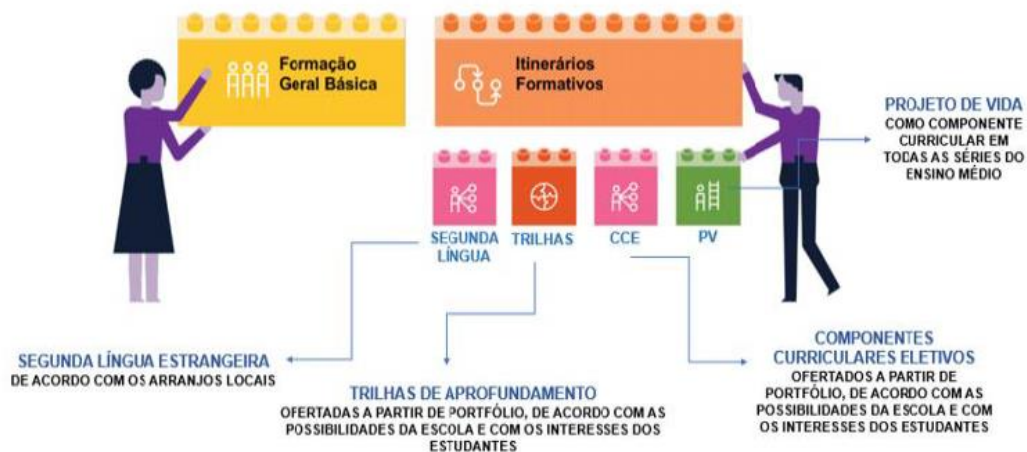 Formação
Geral Básica
Itinerários
Formativos
PROJETO DE VIDA
COMO COMPONENTE
CURRICULAR EM
TODAS AS SÉRIES DO
ENSINO MÉDIO
SEGUNDA
LÍNGUA
TRILHAS
CCE
PV
SEGUNDA LÍNGUA ESTRANGEIRA
DE ACORDO COM OS ARRANJOS LOCAIS
TRILHAS DE APROFUNDAMENTO
OFERTADAS A PARTIR DE PORTFÓLIO, DE ACORDO COM AS
POSSIBILIDADES DA ESCOLA E COM OS INTERESSES DOS
ESTUDANTES
COMPONENTES
CURRICULARES ELETIVOS
OFERTADOS A PARTIR DE
PORTFÓLIO, DE ACORDO COM AS
POSSIBILIDADES DA ESCOLA E COM
OS INTERESSES DOS ESTUDANTES